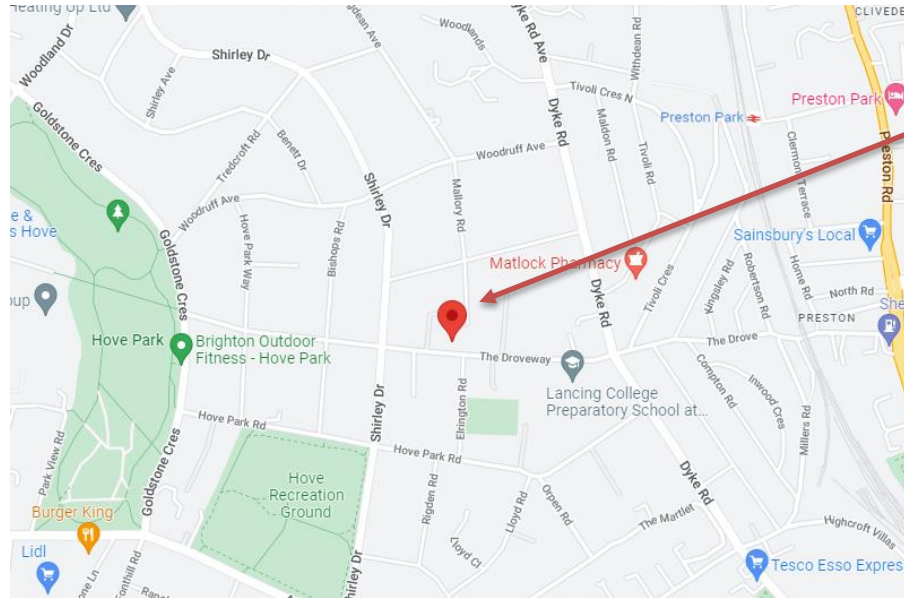 Heating Up Ltd
Woodland Dr
Shirley Dr
Shirley Ave
Woodlands
Dyke Rd Ave
Withdean Rd
CLIVEDE
Goldstone Cres
Tredcroft Rd
Benett Dr
Woodruff Ave
Dyke Rd
Tivoli Cres N
Maldon Rd
Tivoli Rd
Preston Park
Preston Park
Clermont Terrace
Preston Rd
Woodruff Ave
Shirley Dr
Mallory Rd
s Hove
Goldstone Cres
Hove Park Way
Bishops Rd
Matlock Pharmacy
Dyke Rd
Tivoli Cres
Kingsley Rd
Robertson Rd
Home Rd
Sainsbury's Local
North Rd
PRESTON
She
Hove Park
Brighton Outdoor
Fitness - Hove Park
The Droveway
The Drove
Lancing College
Preparatory School at...
Compton Rd
Inwood Cres
Millers Rd
Elrington Rd
Shirley Dr
Hove Park Rd
Hove Park Rd
Park View Rd
Goldstone Cres
Hove
Recreation
Ground
Rigden Rd
Lloyd Rd
Orpen Rd
Dyke Rd
The Martlet
Highcroft Villas
Burger King
Lidl
Lloyd Cl
Shirley Dr
Tesco Esso Expres